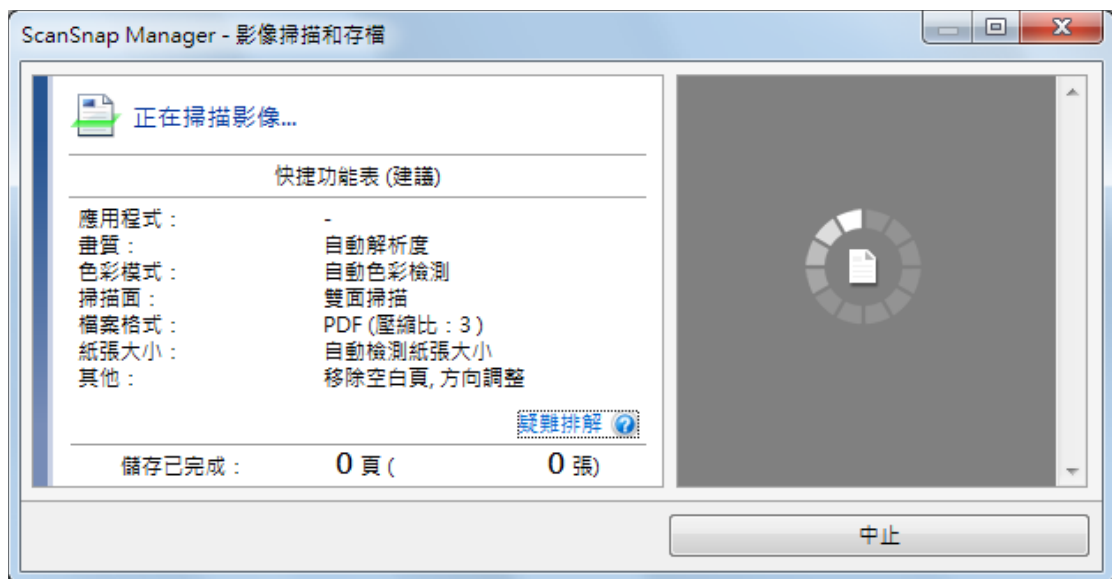 ScanSnap Manager - 影像掃描和存檔
正在掃描影像...
快捷功能表 (建議)
應用程式： -
畫質： 自動解析度
色彩模式： 自動色彩檢測
掃描面： 雙面掃描
檔案格式： PDF (壓縮比：3 )
紙張大小： 自動檢測紙張大小
其他： 移除空白頁, 方向調整
疑難排解
儲存已完成： 0 頁 ( 0 張)
中止